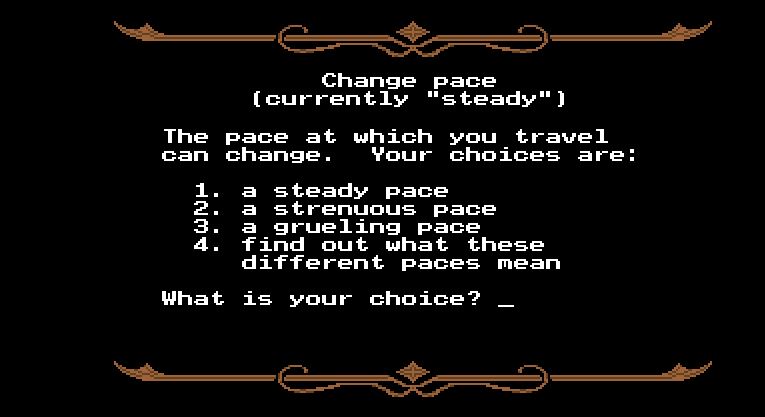 Change pace
(currently "steady")
The pace at which you travel
can change.  Your choices are:
1. a steady pace
2. a strenuous pace
3. a grueling pace
4. find out what these
different paces mean
What is your choice? _